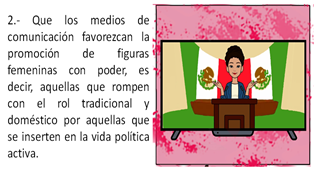 2.- Que los medios de
comunicación favorezcan la
promoción de figuras
femeninas con poder, es
decir, aquellas que rompen
con el rol tradicional y
doméstico por aquellas que
se inserten en la vida política
activa.